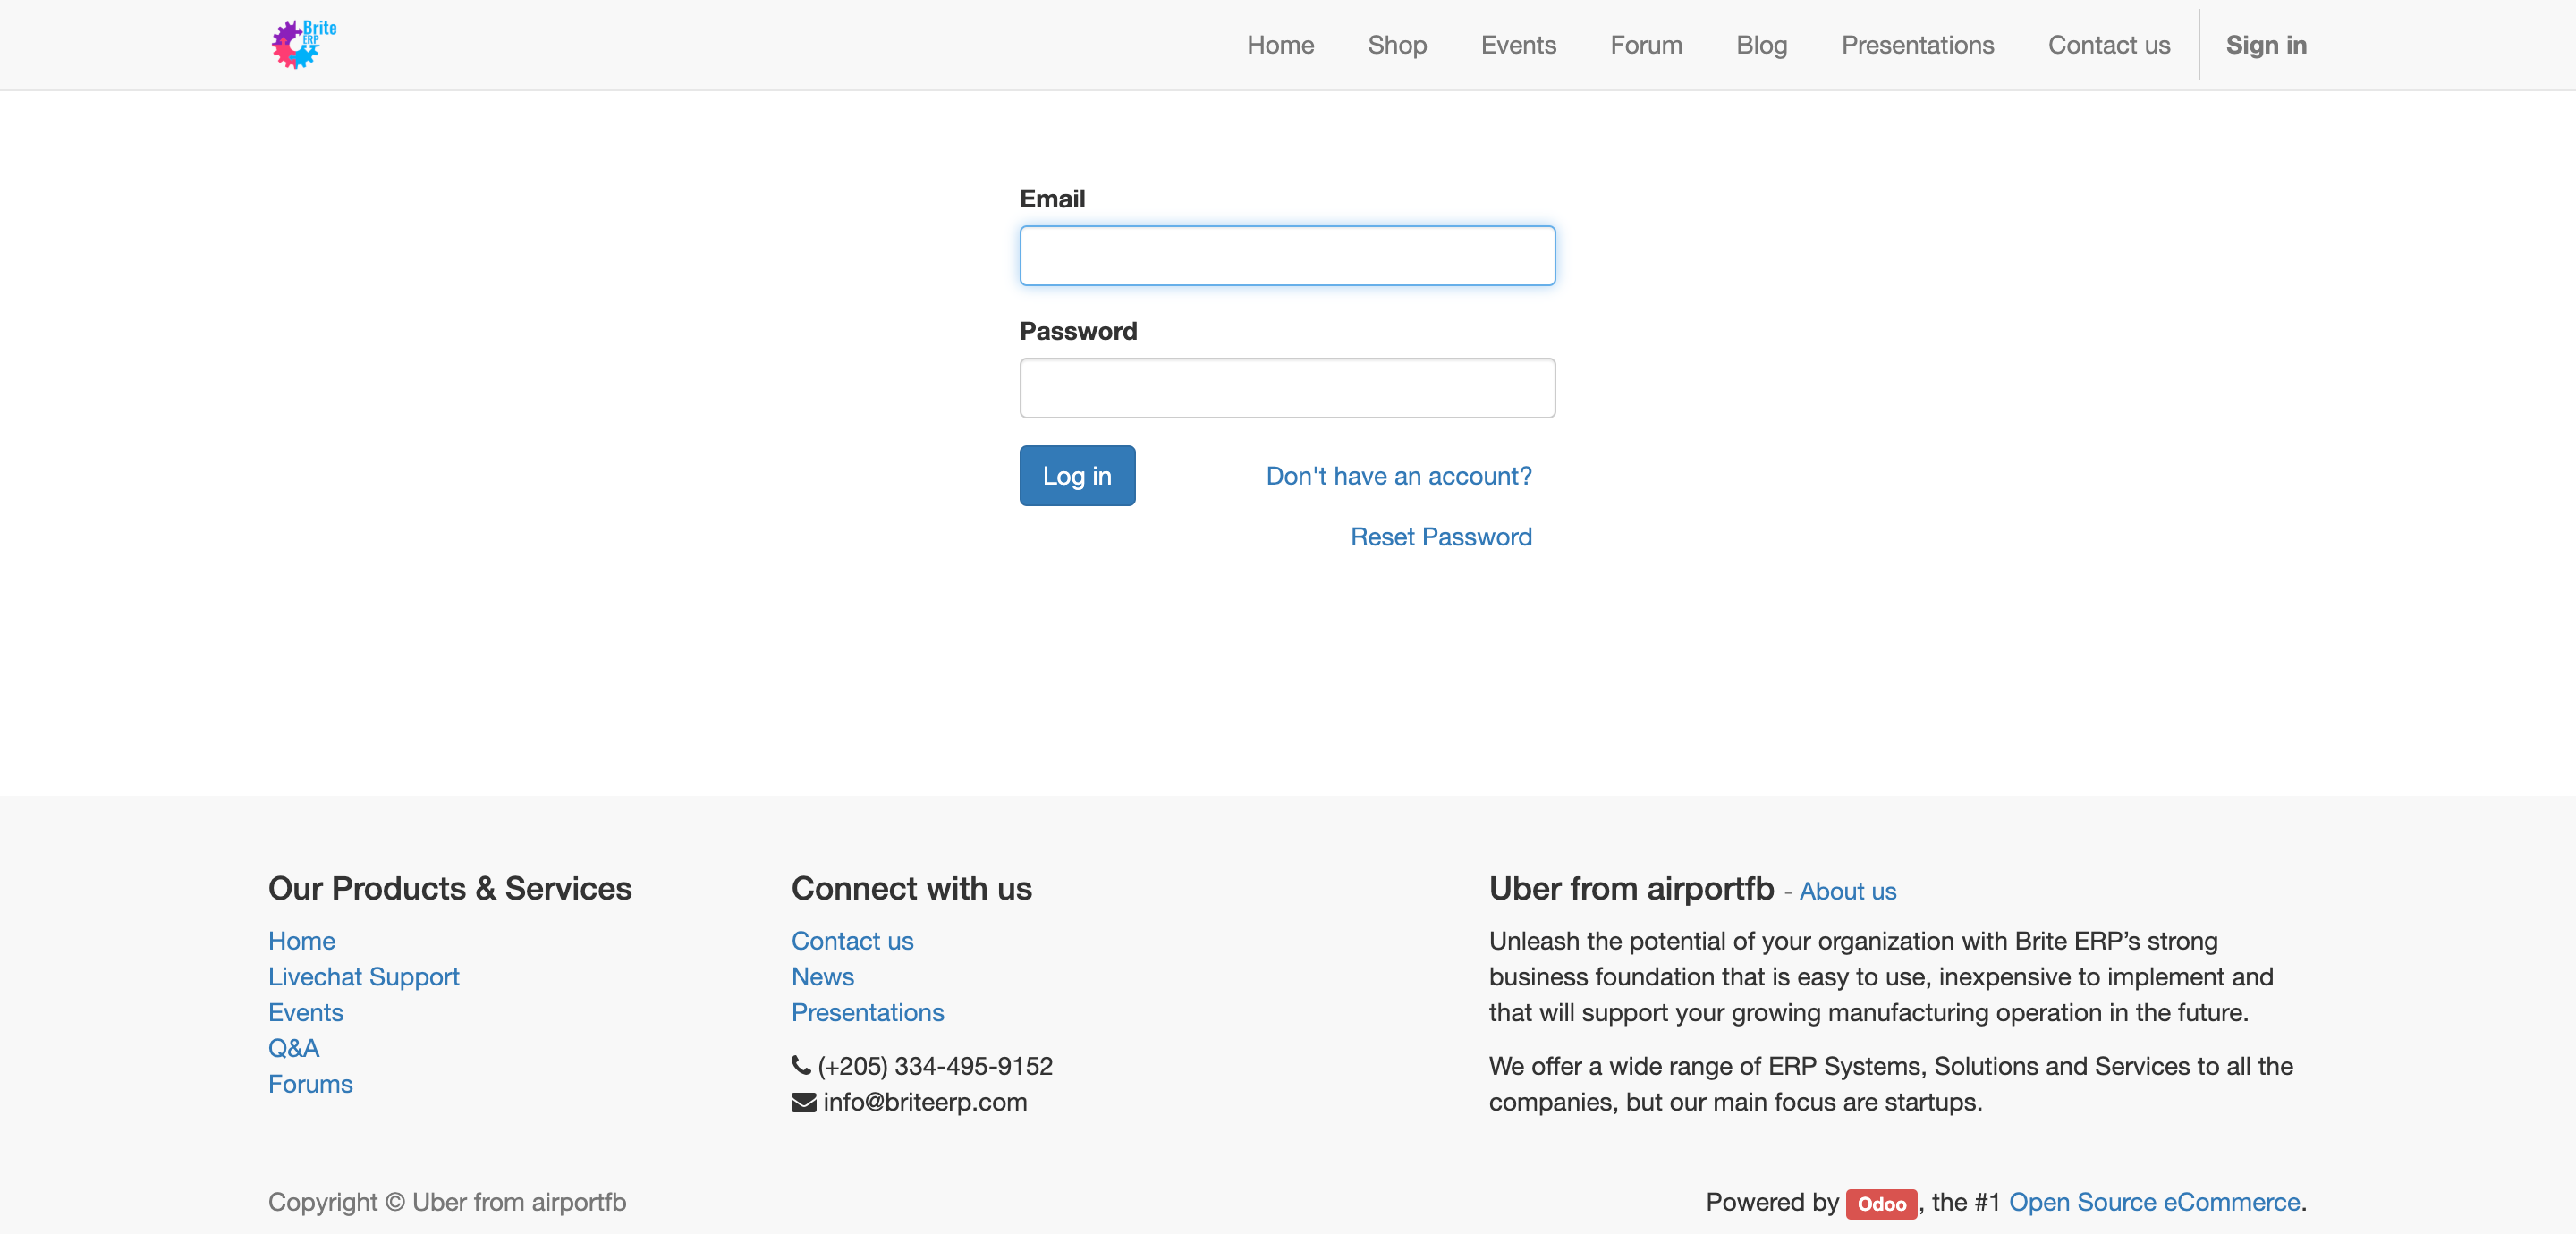 Brite
ERP
Home
Shop
Events
Forum
Blog
Presentations
Contact us
Sign in
Email
Password
Log in
Don't have an account?
Reset Password
Our Products & Services
Home
Livechat Support
Events
Q&A
Forums
Connect with us
Contact us
News
Presentations
(+205) 334-495-9152
info@briteerp.com
Uber from airportfb - About us
Unleash the potential of your organization with Brite ERP’s strong
business foundation that is easy to use, inexpensive to implement and
that will support your growing manufacturing operation in the future.
We offer a wide range of ERP Systems, Solutions and Services to all the
companies, but our main focus are startups.
Copyright © Uber from airportfb
Powered by Odoo, the #1 Open Source eCommerce.